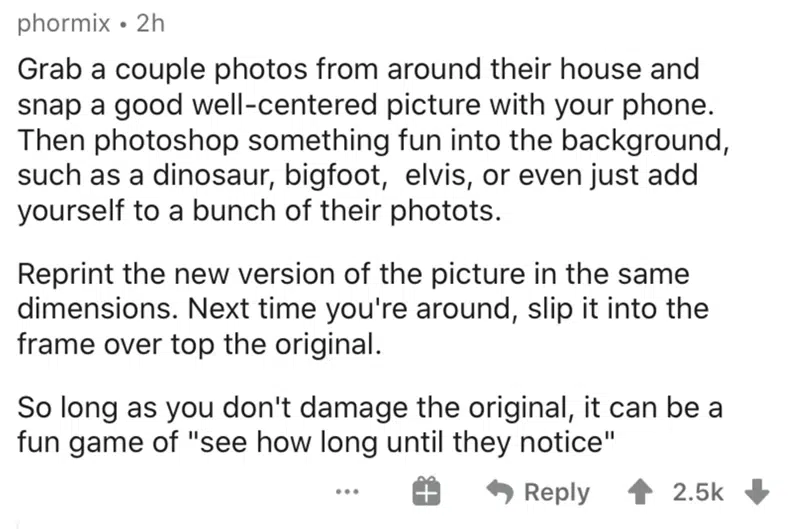 phormix • 2h
Grab a couple photos from around their house and
snap a good well-centered picture with your phone.
Then photoshop something fun into the background,
such as a dinosaur, bigfoot,  elvis, or even just add
yourself to a bunch of their photots.
Reprint the new version of the picture in the same
dimensions. Next time you're around, slip it into the
frame over top the original.
So long as you don't damage the original, it can be a
fun game of "see how long until they notice"
... Reply 2.5k